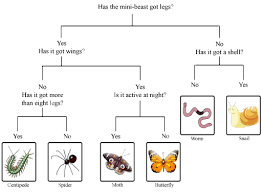 Has the mini-beast got legs?
Yes
No
Has it got wings?
Has it got a shell?
No
Yes
No
Yes
Has it got more
than eight legs?
Is it active at night?
Yes
No
Yes
No
Worm
Snail
Centipede
Spider
Moth
Butterfly